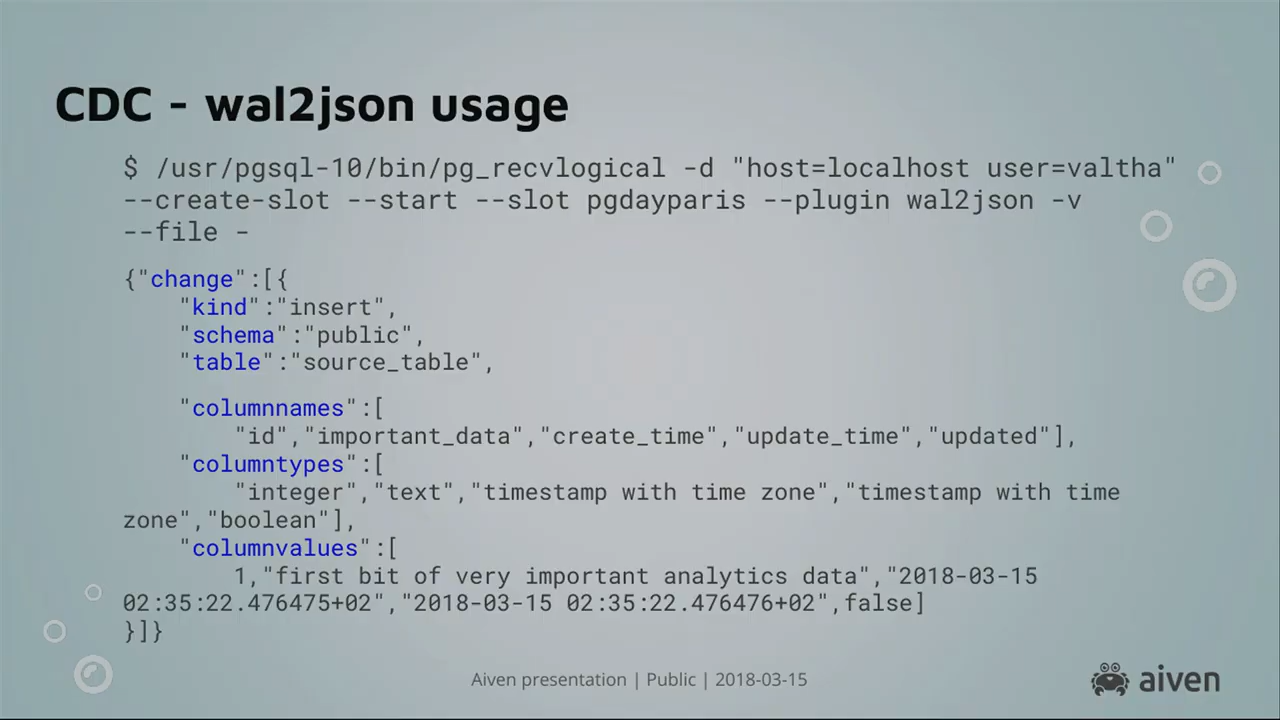 CDC - wal2json usage
$ /usr/pgsql-10/bin/pg_recvlogical -d "host=localhost user=valtha"
--create-slot --start --slot pgdayparis --plugin wal2json -v
--file -
{"change":[{
    "kind":"insert",
    "schema":"public",
    "table":"source_table",
    "columnnames":[
        "id","important_data","create_time","update_time","updated"],
    "columntypes":[
        "integer","text","timestamp with time zone","timestamp with time
zone","boolean"],
    "columnvalues":[
        1,"first bit of very important analytics data","2018-03-15
02:35:22.476475+02","2018-03-15 02:35:22.476476+02",false]
}]}
Aiven presentation | Public | 2018-03-15
aiven